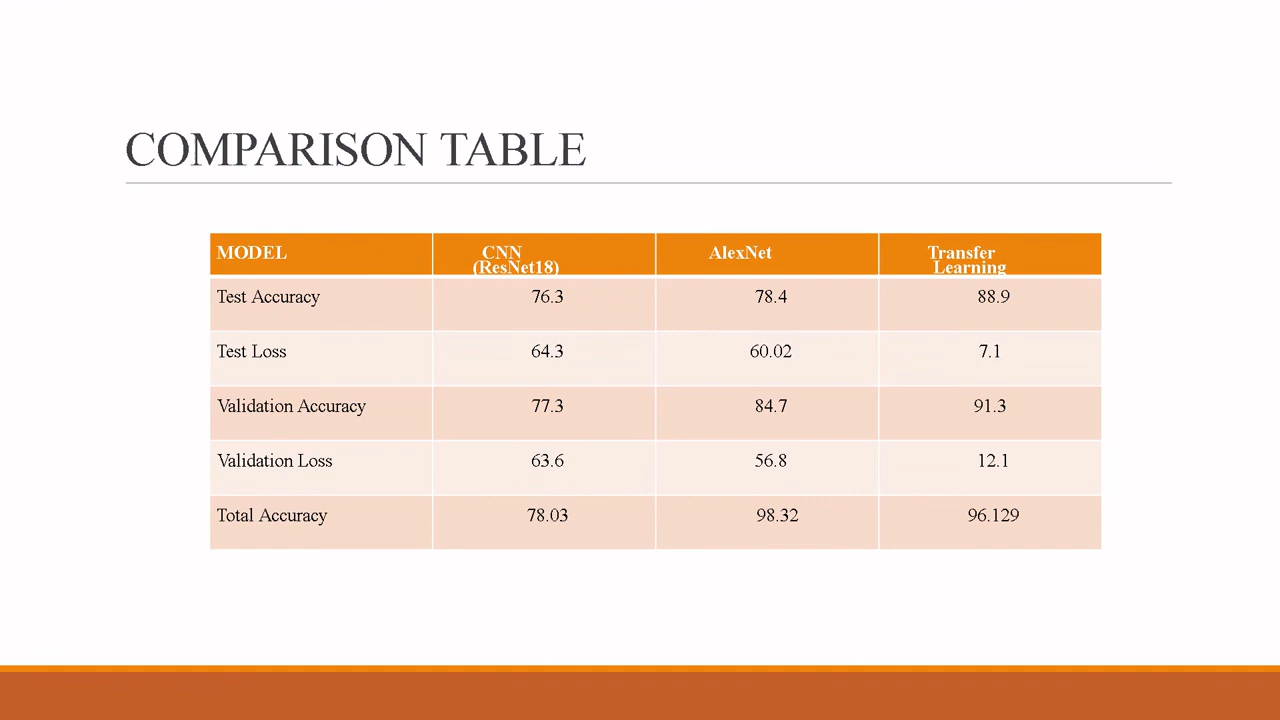 COMPARISON TABLE
MODEL CNN (ResNet18) AlexNet Transfer Learning
Test Accuracy 76.3 78.4 88.9
Test Loss 64.3 60.02 7.1
Validation Accuracy 77.3 84.7 91.3
Validation Loss 63.6 56.8 12.1
Total Accuracy 78.03 98.32 96.129